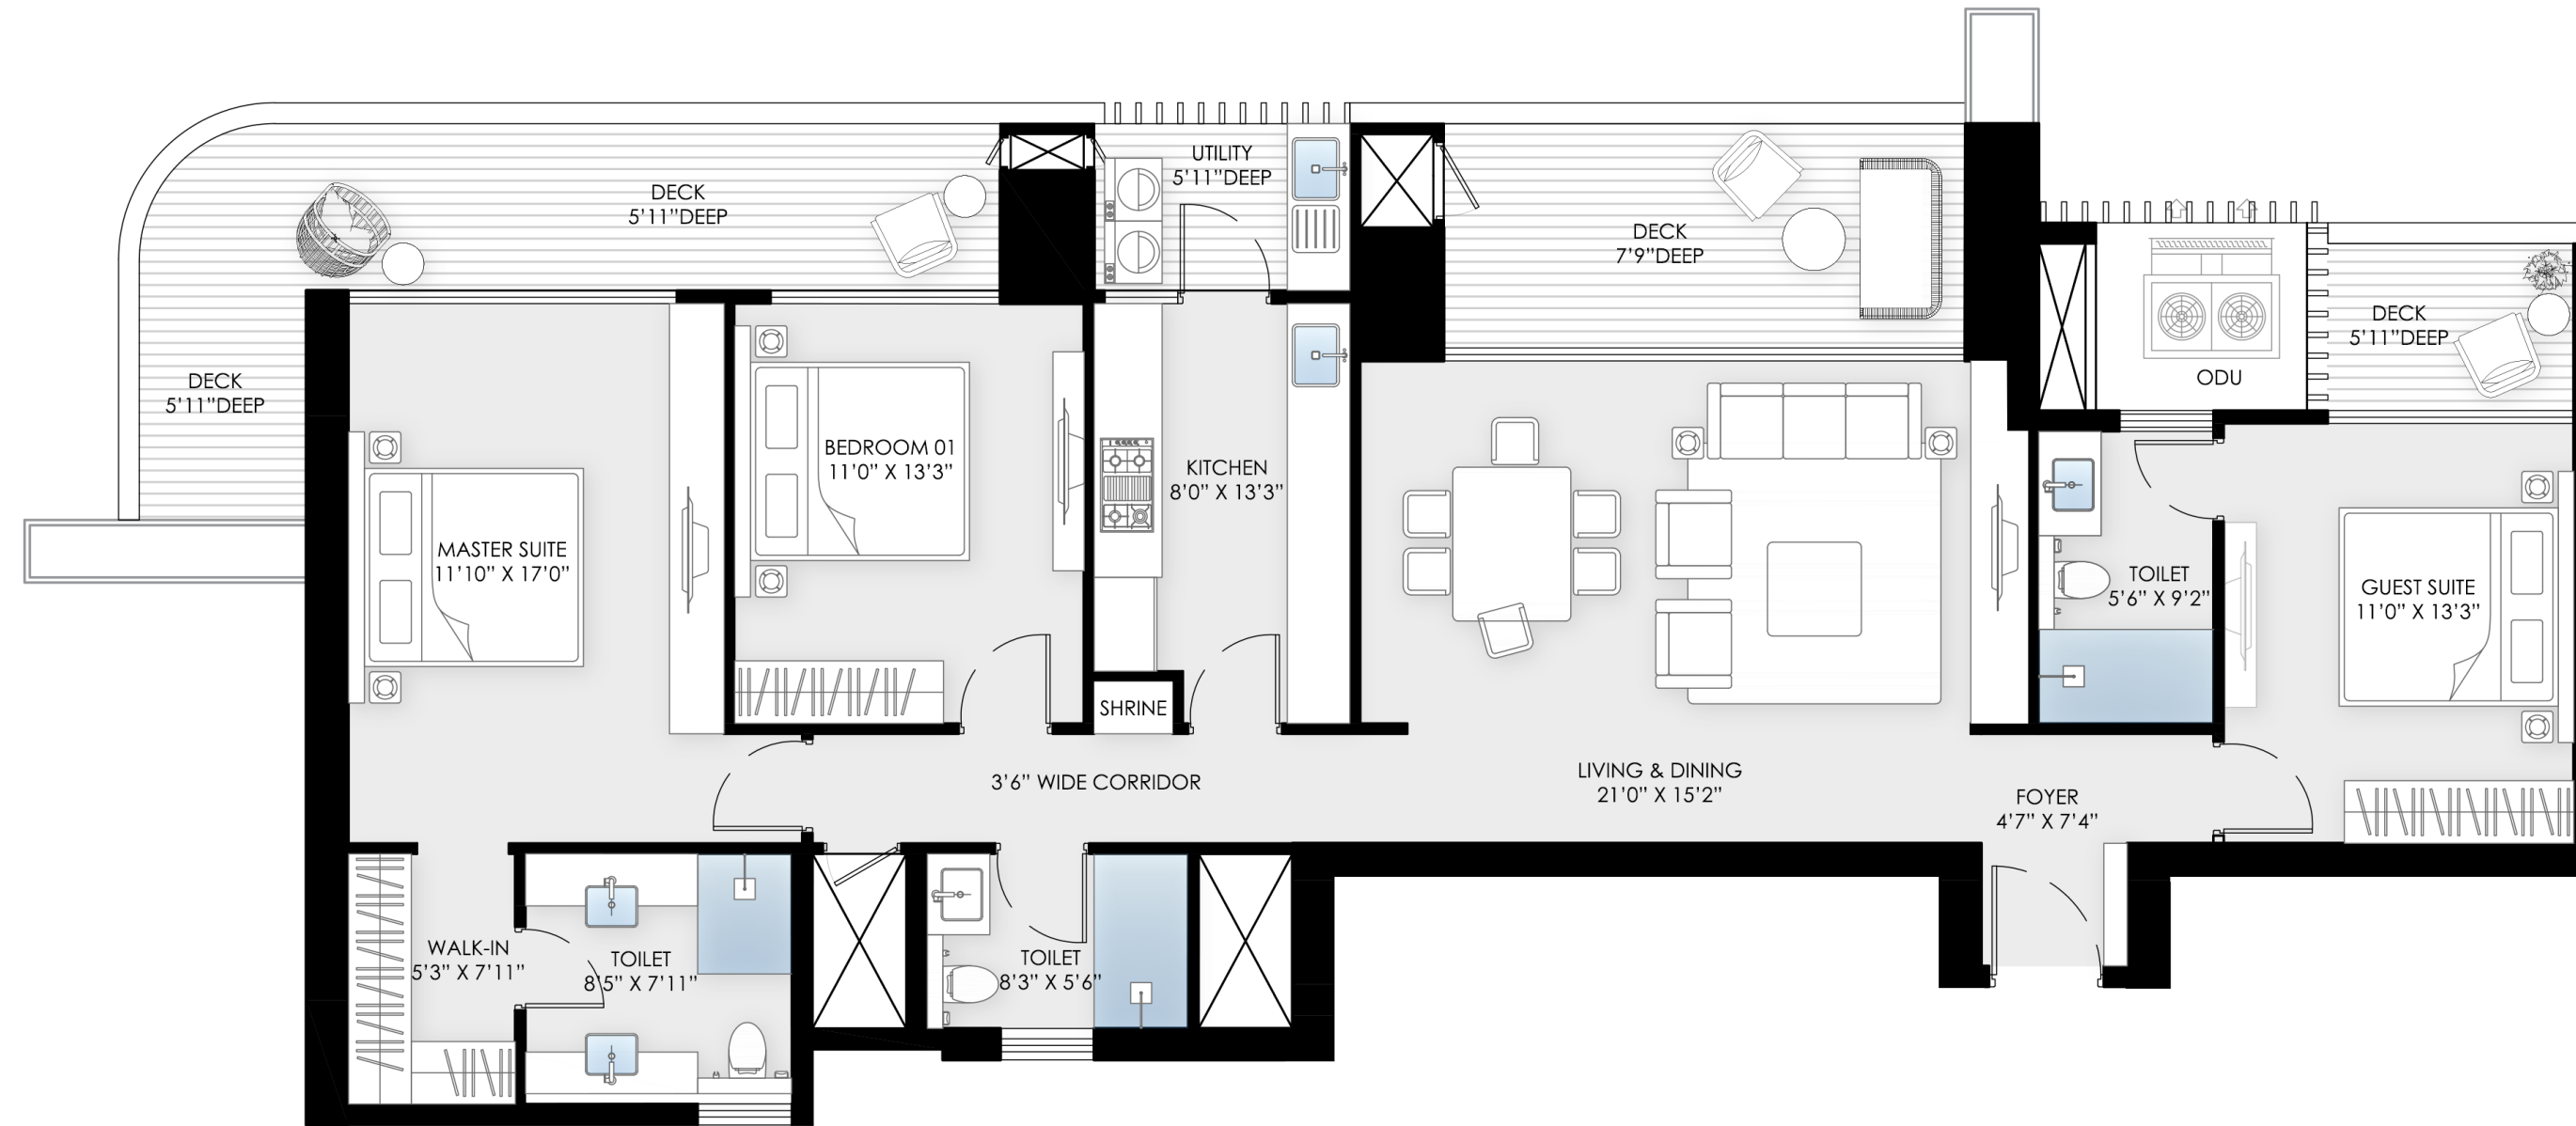 UTILITY
5'11"DEEP
DECK
5'11"DEEP
DECK
7'9"DEEP
DECK
5'11"DEEP
ODU
DECK
5'11"DEEP
BEDROOM 01
11'0" X 13'3"
KITCHEN
8'0" X 13'3"
MASTER SUITE
11'10" X 17'0"
TOILET
5'6" X 9'2"
GUEST SUITE
11'0" X 13'3"
SHRINE
3'6" WIDE CORRIDOR
LIVING & DINING
21'0" X 15'2"
FOYER
4'7" X 7'4"
WALK-IN
5'3" X 7'11"
TOILET
8'5" X 7'11"
TOILET
8'3" X 5'6"